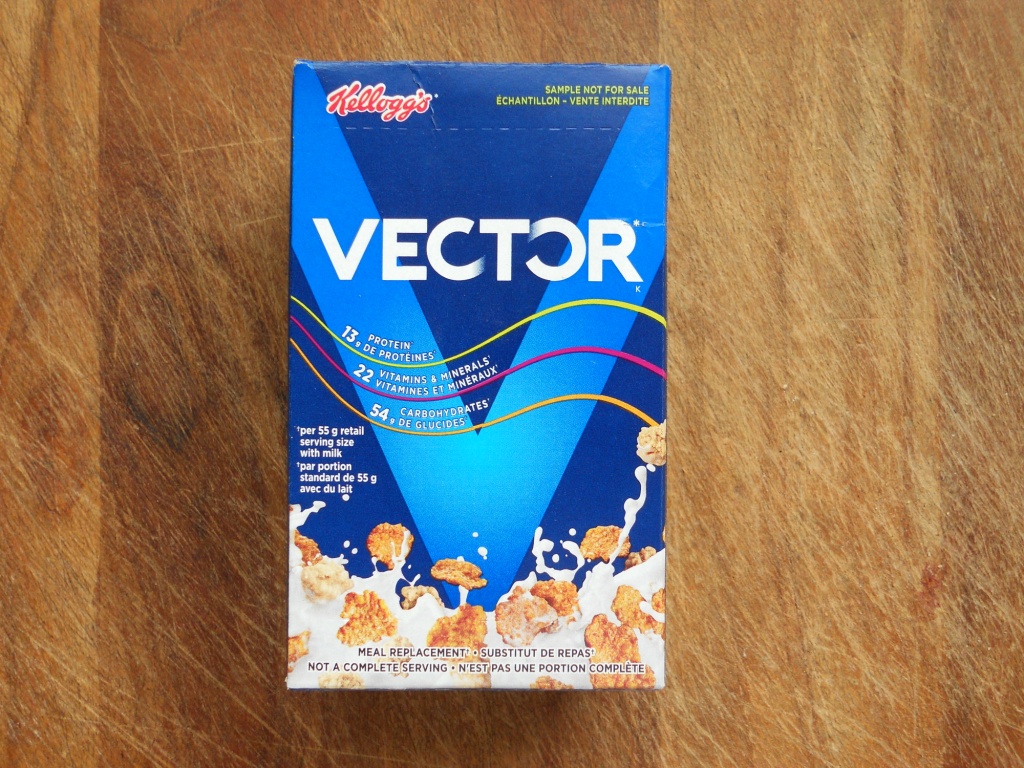 Kellogg's
SAMPLE NOT FOR SALE
ÉCHANTILLON – VENTE INTERDITE
VECTOR*
K
13 g PROTEIN†
DE PROTÉINES†
22 VITAMINS & MINERALS†
VITAMINES ET MINÉRAUX†
54 g CARBOHYDRATES†
DE GLUCIDES†
†per 55 g retail
serving size
with milk
†par portion
standard de 55 g
avec du lait
MEAL REPLACEMENT† • SUBSTITUT DE REPAS†
NOT A COMPLETE SERVING • N'EST PAS UNE PORTION COMPLÈTE